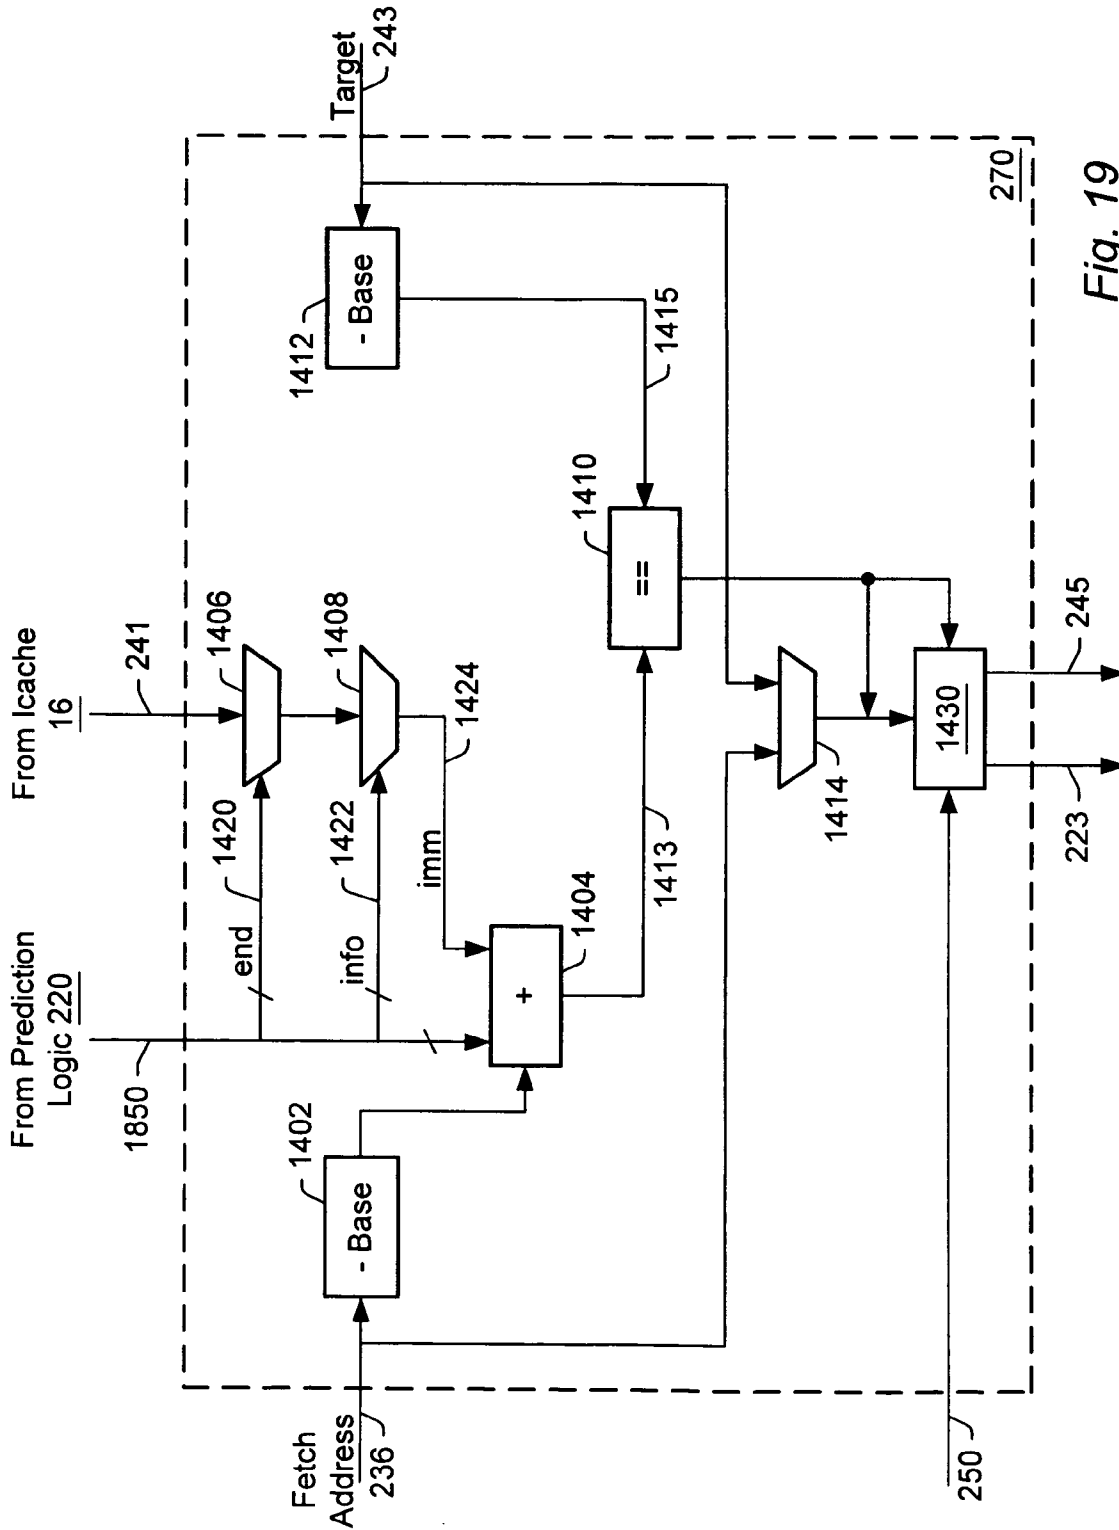 From Prediction
Logic 220
1850
From Icache
16
241
Target
243
Fetch
Address
236
- Base
1402
end
1420
1406
info
1422
1408
imm
1424
- Base
1412
+
1404
1413
==
1410
1415
1414
1430
250
223
245
270
Fig. 19